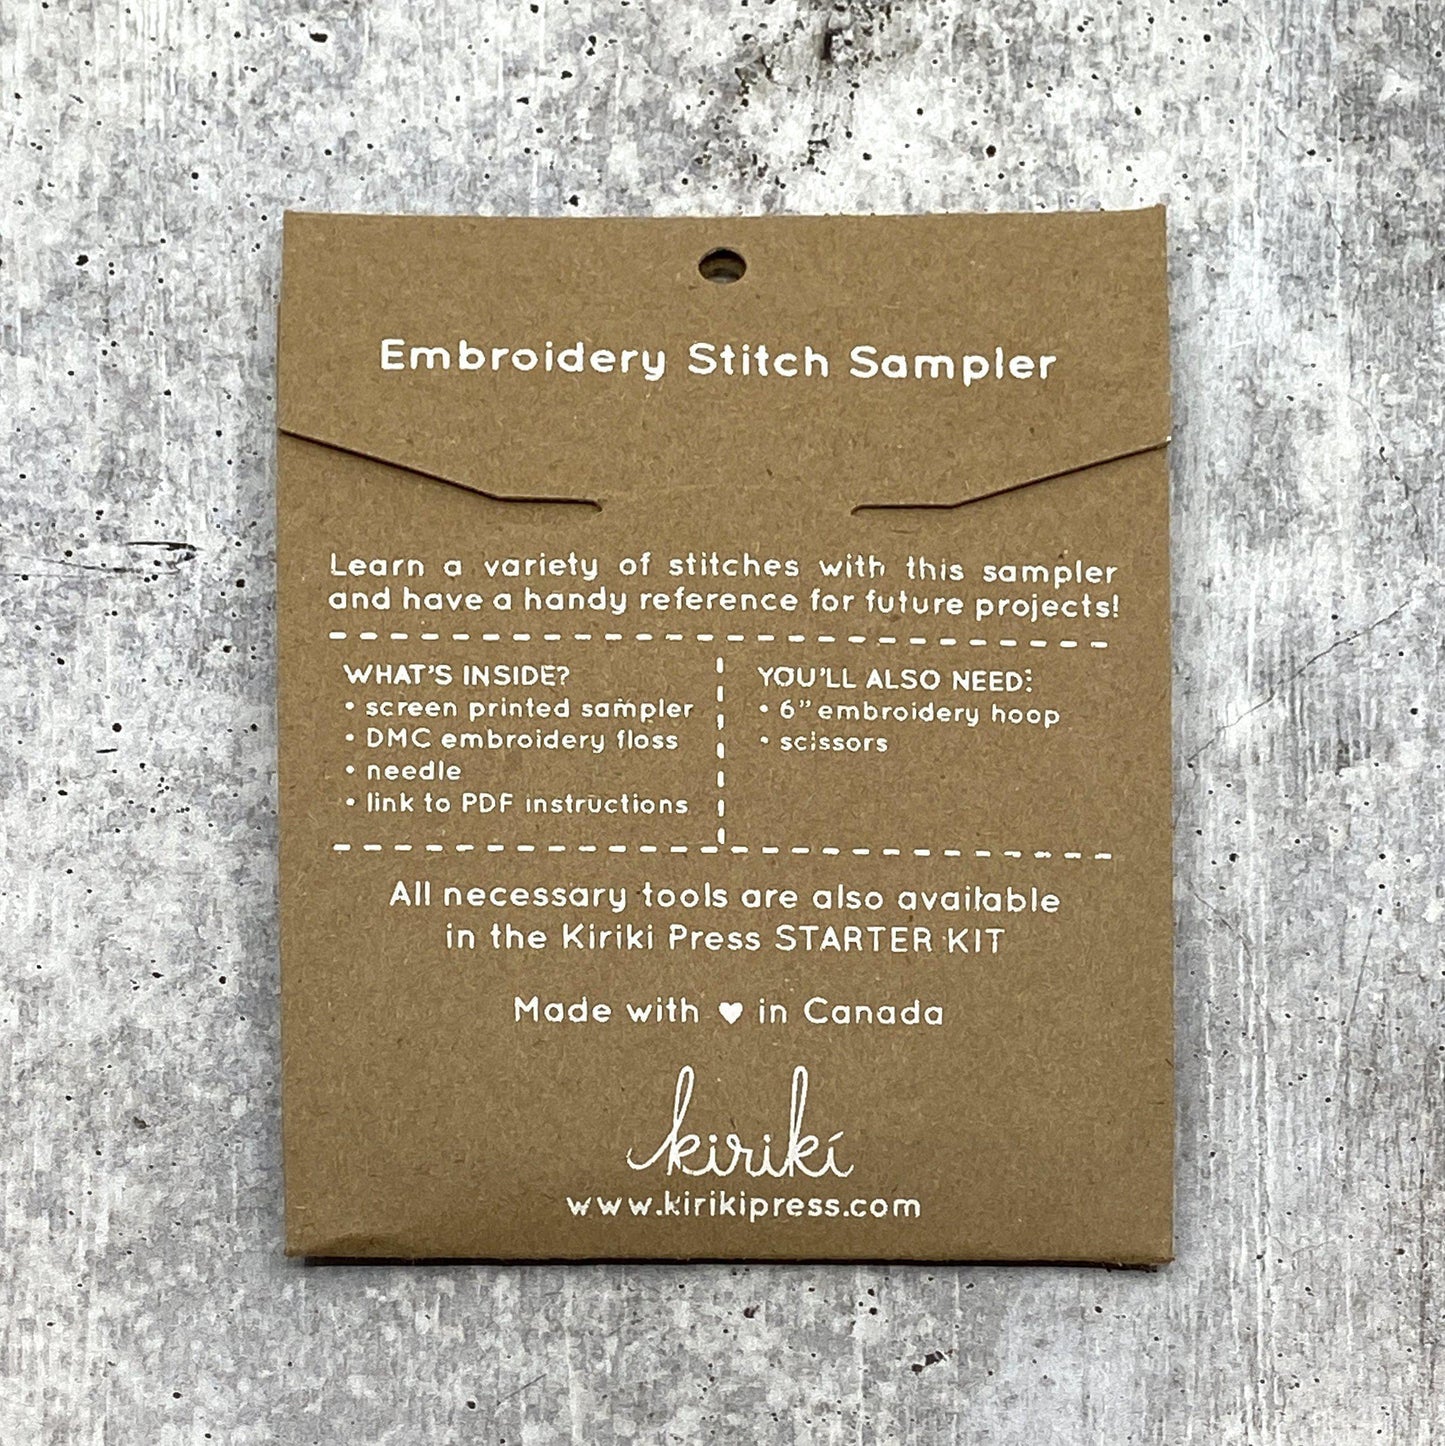 Embroidery Stitch Sampler
Learn a variety of stitches with this sampler
and have a handy reference for future projects!
WHAT'S INSIDE?
• screen printed sampler
• DMC embroidery floss
• needle
• link to PDF instructions
YOU'LL ALSO NEED:
• 6" embroidery hoop
• scissors
All necessary tools are also available
in the Kiriki Press STARTER KIT
Made with ♥ in Canada
kiriki
www.kirikipress.com